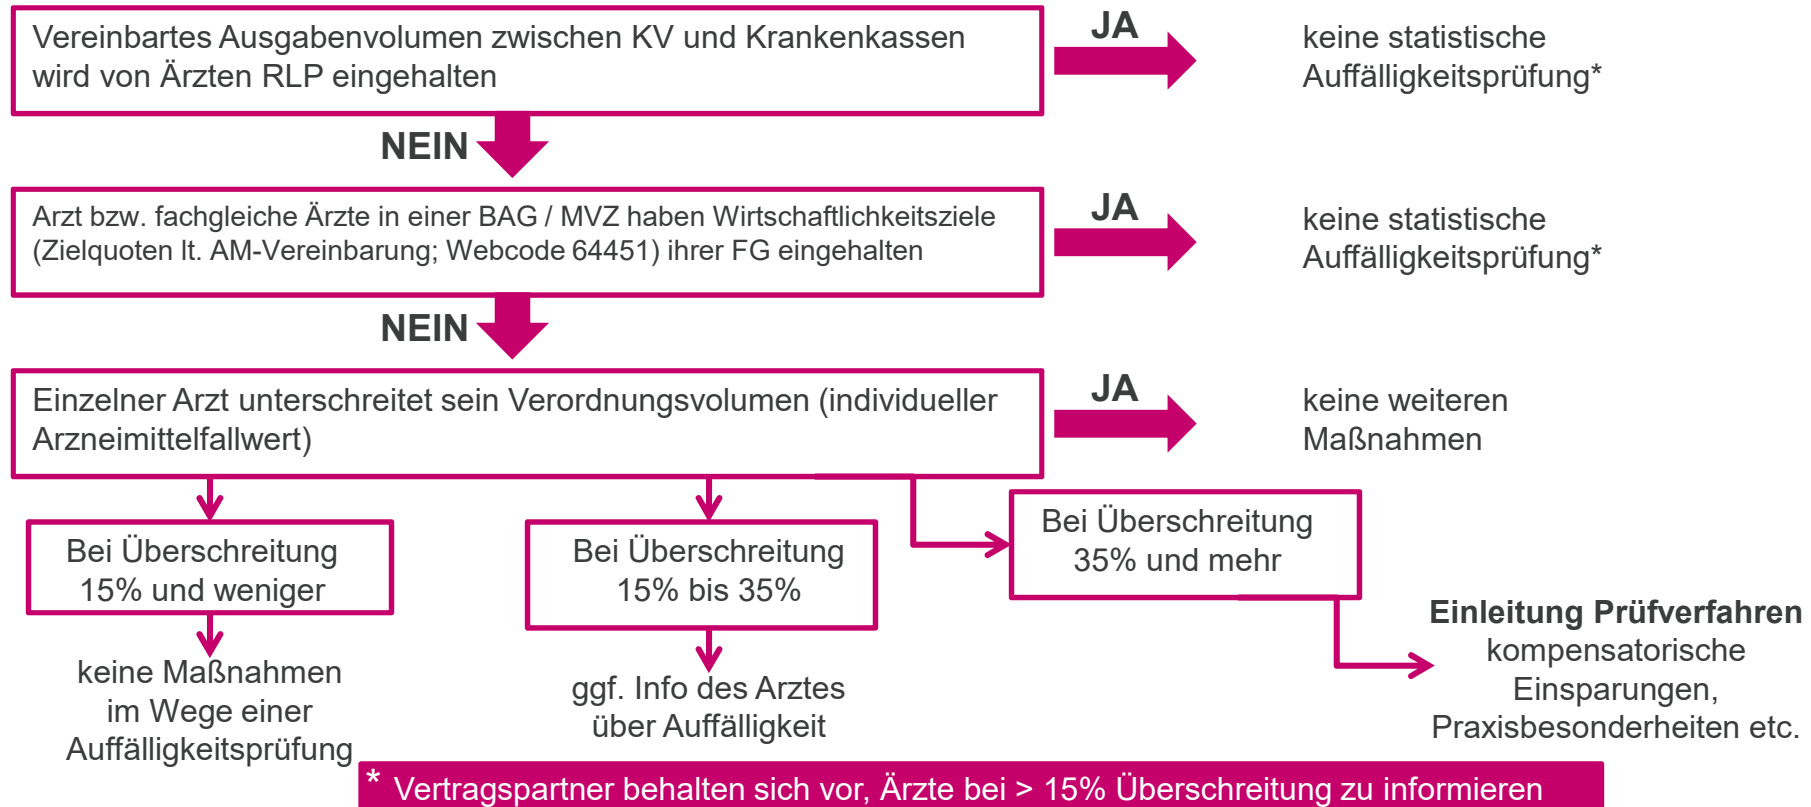 Vereinbartes Ausgabenvolumen zwischen KV und Krankenkassen
wird von Ärzten RLP eingehalten
JA
keine statistische
Auffälligkeitsprüfung*
NEIN
Arzt bzw. fachgleiche Ärzte in einer BAG / MVZ haben Wirtschaftlichkeitsziele
(Zielquoten lt. AM-Vereinbarung; Webcode 64451) ihrer FG eingehalten
JA
keine statistische
Auffälligkeitsprüfung*
NEIN
Einzelner Arzt unterschreitet sein Verordnungsvolumen (individueller
Arzneimittelfallwert)
JA
keine weiteren
Maßnahmen
Bei Überschreitung
15% und weniger
Bei Überschreitung
15% bis 35%
Bei Überschreitung
35% und mehr
keine Maßnahmen
im Wege einer
Auffälligkeitsprüfung
ggf. Info des Arztes
über Auffälligkeit
Einleitung Prüfverfahren
kompensatorische
Einsparungen,
Praxisbesonderheiten etc.
* Vertragspartner behalten sich vor, Ärzte bei > 15% Überschreitung zu informieren